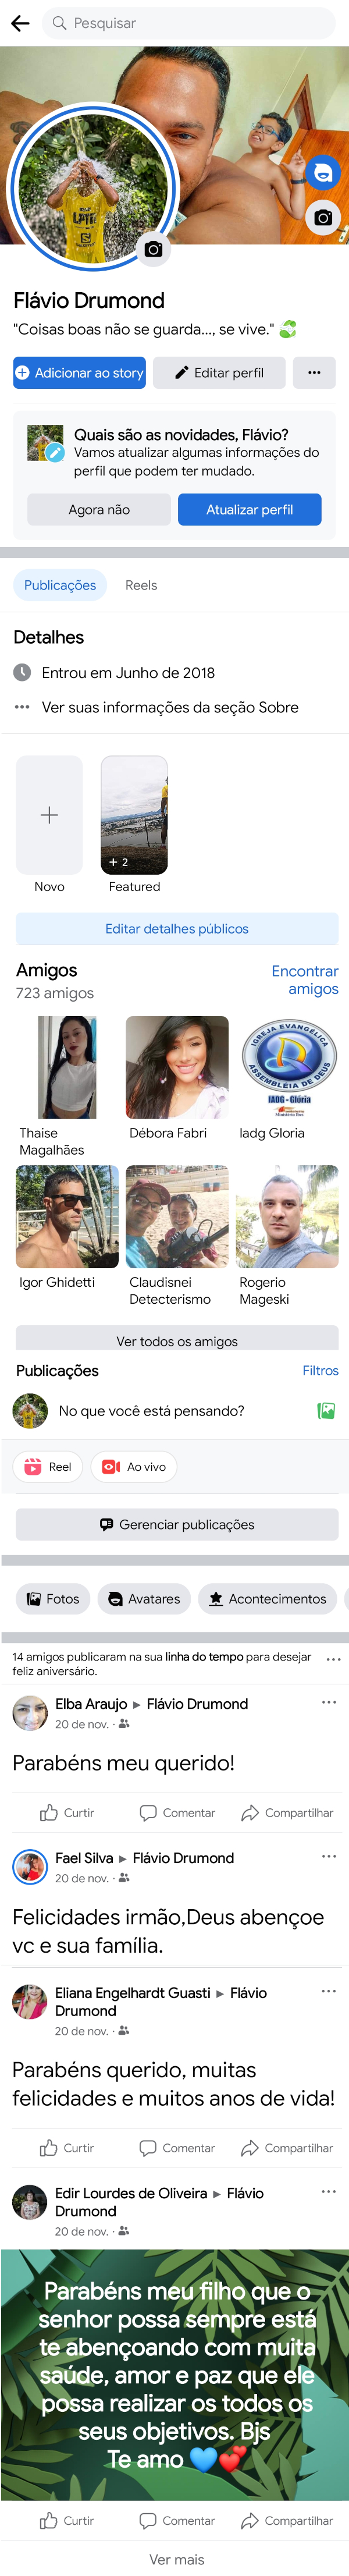 Pesquisar
LATIE
Flávio Drumond
"Coisas boas não se guarda..., se vive."
Adicionar ao story
Editar perfil
Quais são as novidades, Flávio?
Vamos atualizar algumas informações do
perfil que podem ter mudado.
Agora não
Atualizar perfil
Publicações
Reels
Detalhes
Entrou em Junho de 2018
Ver suas informações da seção Sobre
+ 2
Novo
Featured
Editar detalhes públicos
Amigos
Encontrar
amigos
723 amigos
IGREJA EVANGÉLICA
ASSEMBLÉIA DE DEUS
IADG - Glória
Thaise
Magalhães
Débora Fabri
Iadg Gloria
Igor Ghidetti
Claudisnei
Detecterismo
Rogerio
Mageski
Ver todos os amigos
Publicações
Filtros
No que você está pensando?
Reel
Ao vivo
Gerenciar publicações
Fotos
Avatares
Acontecimentos
14 amigos publicaram na sua linha do tempo para desejar
feliz aniversário.
Elba Araujo ▸ Flávio Drumond
20 de nov. ·
Parabéns meu querido!
Curtir
Comentar
Compartilhar
Fael Silva ▸ Flávio Drumond
20 de nov. ·
Felicidades irmão,Deus abençoe
vc e sua família.
Eliana Engelhardt Guasti ▸ Flávio
Drumond
20 de nov. ·
Parabéns querido, muitas
felicidades e muitos anos de vida!
Curtir
Comentar
Compartilhar
Edir Lourdes de Oliveira ▸ Flávio
Drumond
20 de nov. ·
Parabéns meu filho que o
senhor possa sempre está
te abençoando com muita
saúde, amor e paz que ele
possa realizar os todos os
seus objetivos. Bjs
Te amo 💙💕
Curtir
Comentar
Compartilhar
Ver mais